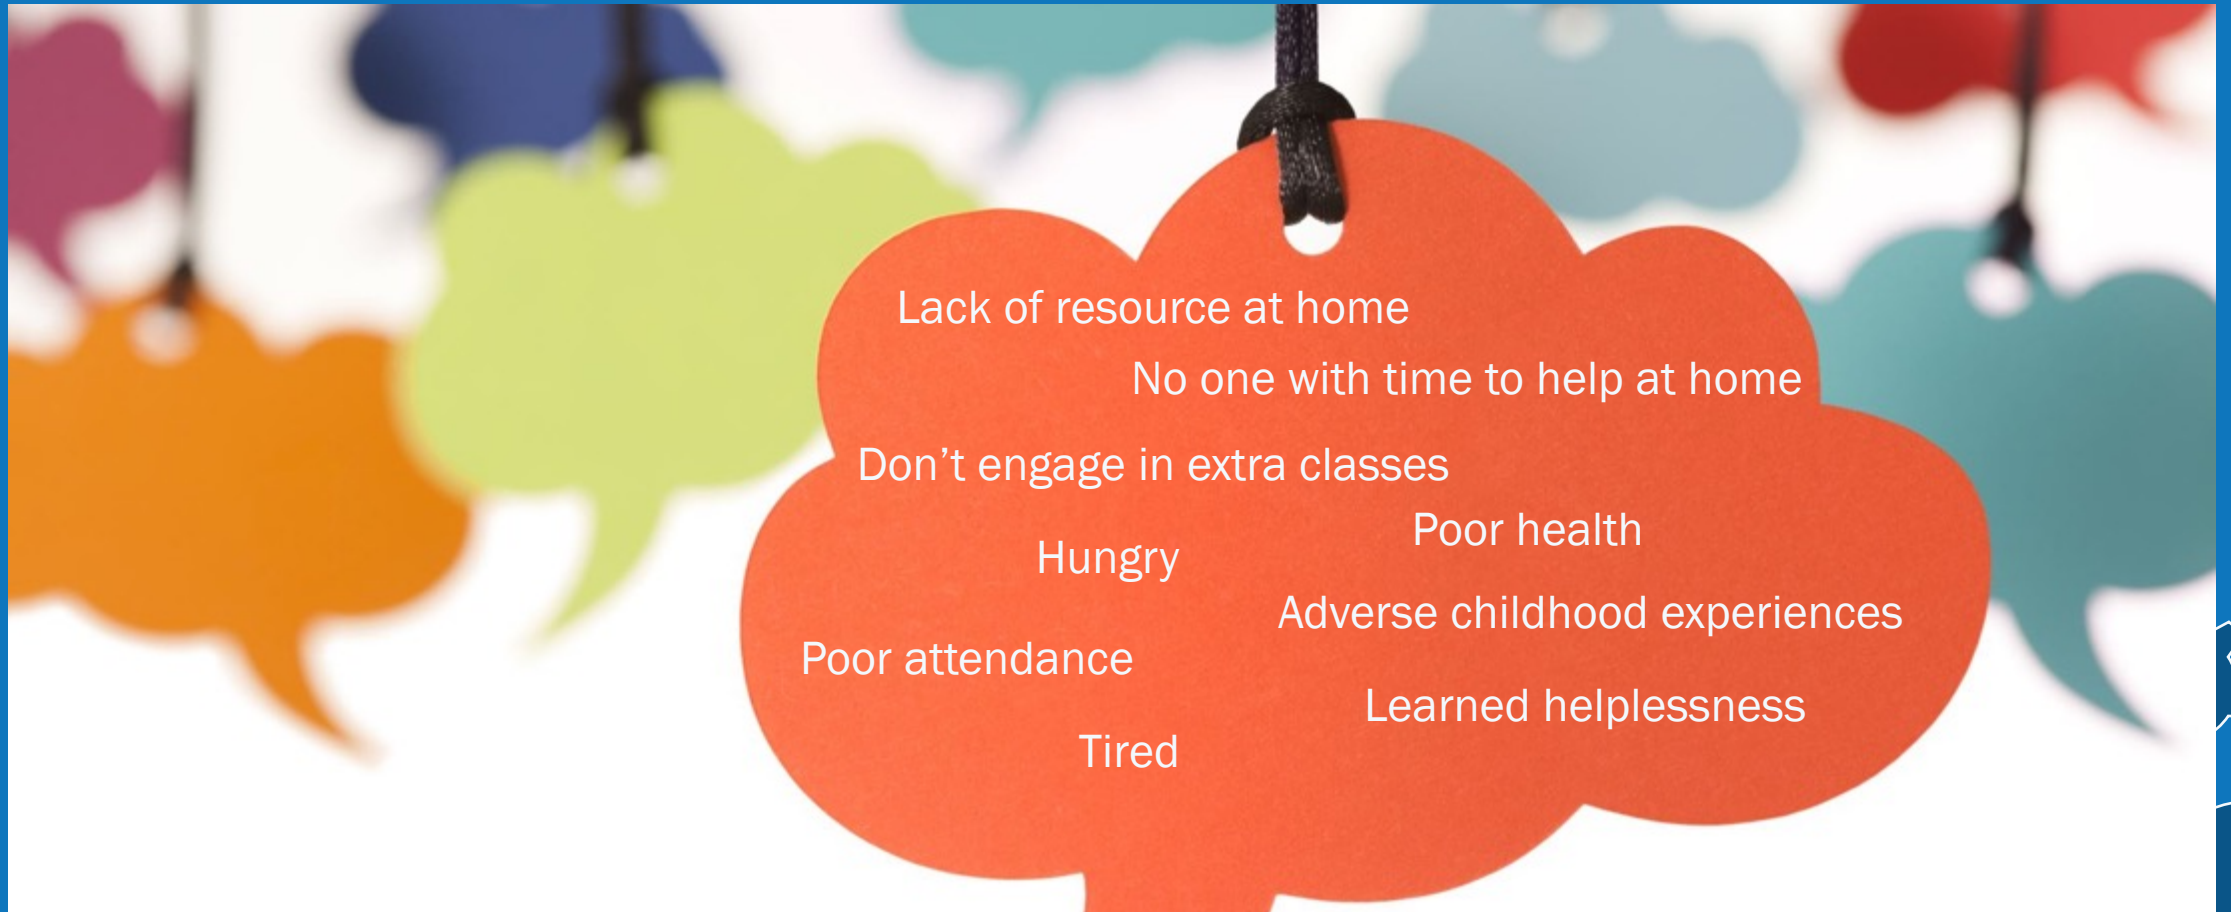 Lack of resource at home
No one with time to help at home
Don’t engage in extra classes
Poor health
Hungry
Adverse childhood experiences
Poor attendance
Learned helplessness
Tired